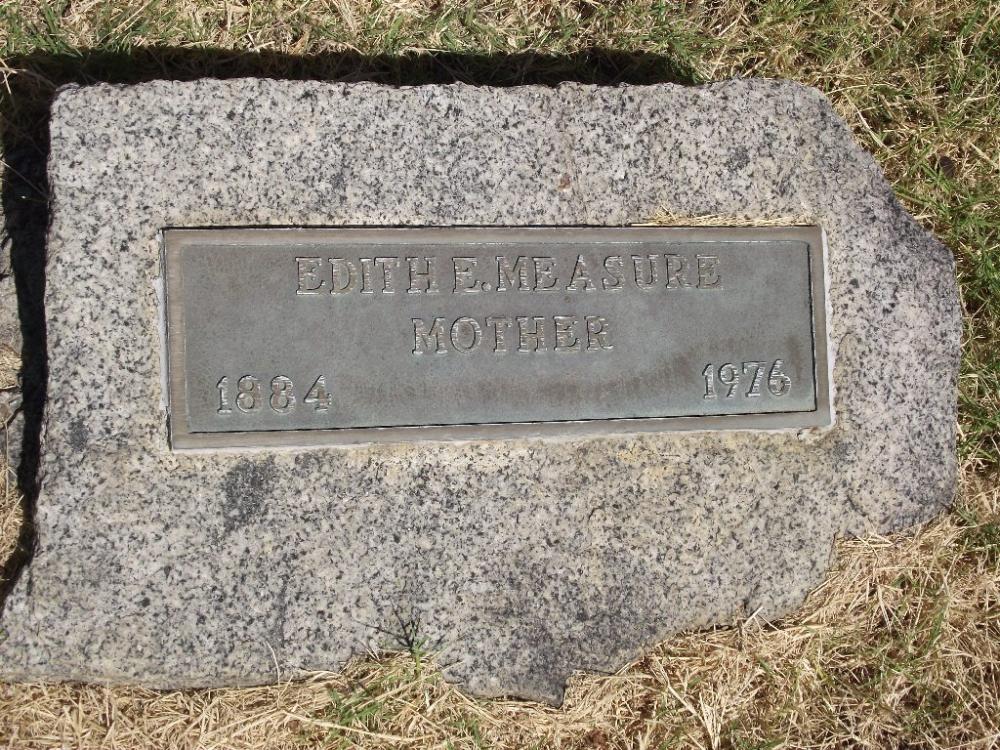 EDITH E. MEASURE
MOTHER
1884 1976